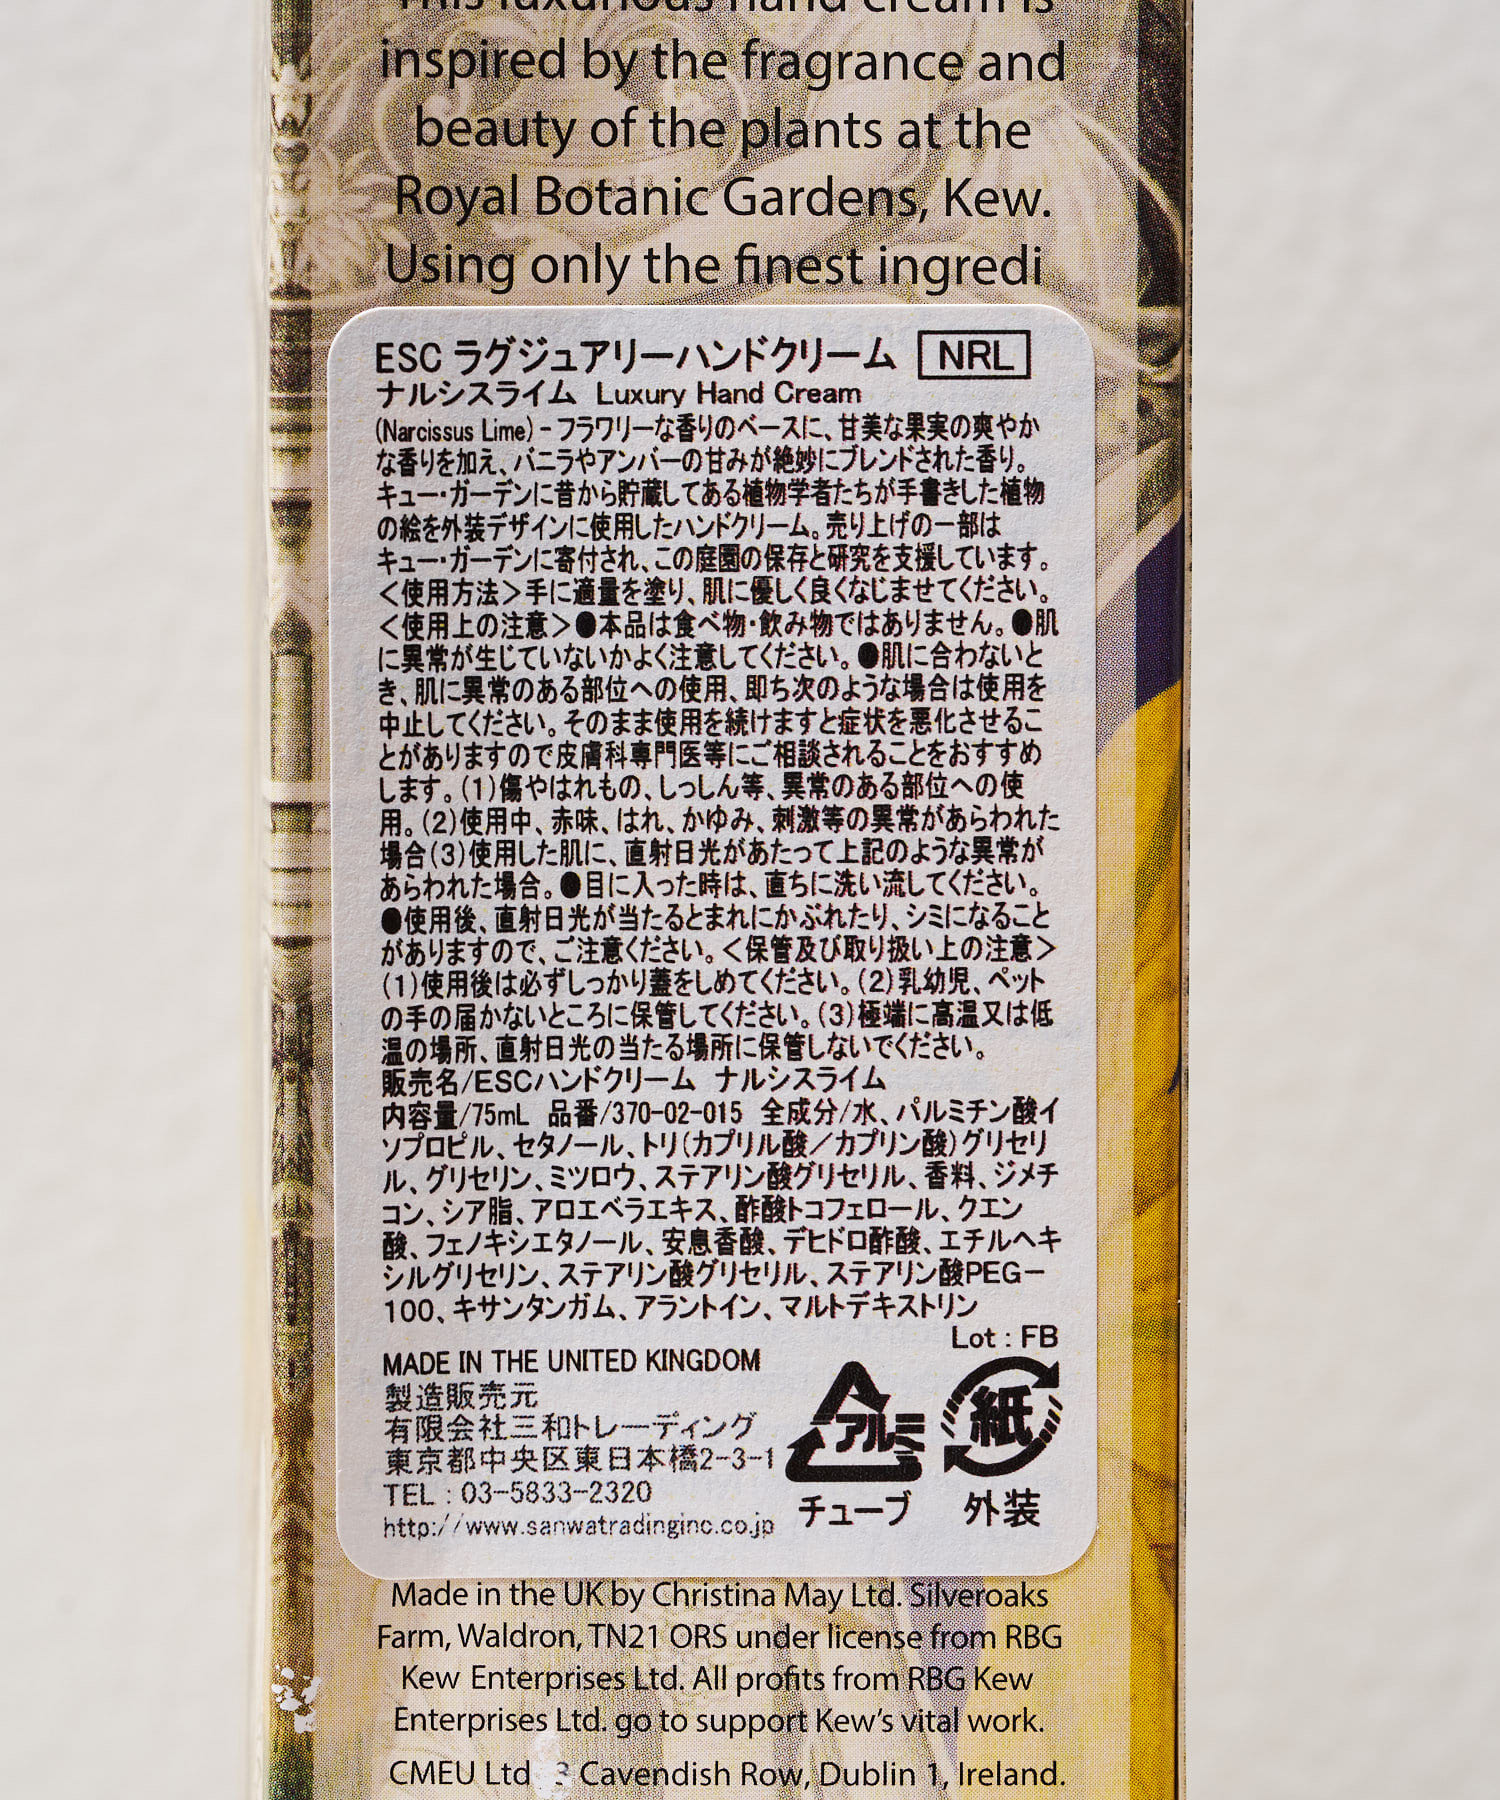 This luxurious hand cream is
inspired by the fragrance and
beauty of the plants at the
Royal Botanic Gardens, Kew.
Using only the finest ingredi
ESC ラグジュアリーハンドクリーム NRL
ナルシスライム Luxury Hand Cream
(Narcissus Lime)－フラワリーな香りのベースに、甘美な果実の爽やか
な香りを加え、バニラやアンバーの甘みが絶妙にブレンドされた香り。
キュー・ガーデンに昔から貯蔵してある植物学者たちが手書きした植物
の絵を外装デザインに使用したハンドクリーム。売り上げの一部は
キュー・ガーデンに寄付され、この庭園の保存と研究を支援しています。
＜使用方法＞手に適量を塗り、肌に優しく良くなじませてください。
＜使用上の注意＞●本品は食べ物・飲み物ではありません。●肌
に異常が生じていないかよく注意してください。●肌に合わないと
き、肌に異常のある部位への使用、即ち次のような場合は使用を
中止してください。そのまま使用を続けますと症状を悪化させるこ
とがありますので皮膚科専門医等にご相談されることをおすすめ
します。(1)傷やはれもの、しっしん等、異常のある部位への使
用。(2)使用中、赤味、はれ、かゆみ、刺激等の異常があらわれた
場合(3)使用した肌に、直射日光があたって上記のような異常が
あらわれた場合。●目に入った時は、直ちに洗い流してください。
●使用後、直射日光が当たるとまれにかぶれたり、シミになること
がありますので、ご注意ください。＜保管及び取り扱い上の注意＞
(1)使用後は必ずしっかり蓋をしめてください。(2)乳幼児、ペット
の手の届かないところに保管してください。(3)極端に高温又は低
温の場所、直射日光の当たる場所に保管しないでください。
販売名/ESCハンドクリーム ナルシスライム
内容量/75mL 品番/370-02-015 全成分/水、パルミチン酸イ
ソプロピル、セタノール、トリ(カプリル酸／カプリン酸)グリセリ
ル、グリセリン、ミツロウ、ステアリン酸グリセリル、香料、ジメチ
コン、シア脂、アロエベラエキス、酢酸トコフェロール、クエン
酸、フェノキシエタノール、安息香酸、デヒドロ酢酸、エチルヘキ
シルグリセリン、ステアリン酸グリセリル、ステアリン酸PEG－
100、キサンタンガム、アラントイン、マルトデキストリン
Lot : FB
MADE IN THE UNITED KINGDOM
製造販売元
有限会社三和トレーディング
東京都中央区東日本橋2-3-1
TEL : 03-5833-2320
http://www.sanwatradinginc.co.jp
アルミ
チューブ
紙
外装
Made in the UK by Christina May Ltd. Silveroaks
Farm, Waldron, TN21 ORS under license from RBG
Kew Enterprises Ltd. All profits from RBG Kew
Enterprises Ltd. go to support Kew's vital work.
CMEU Ltd Cavendish Row, Dublin 1, Ireland.